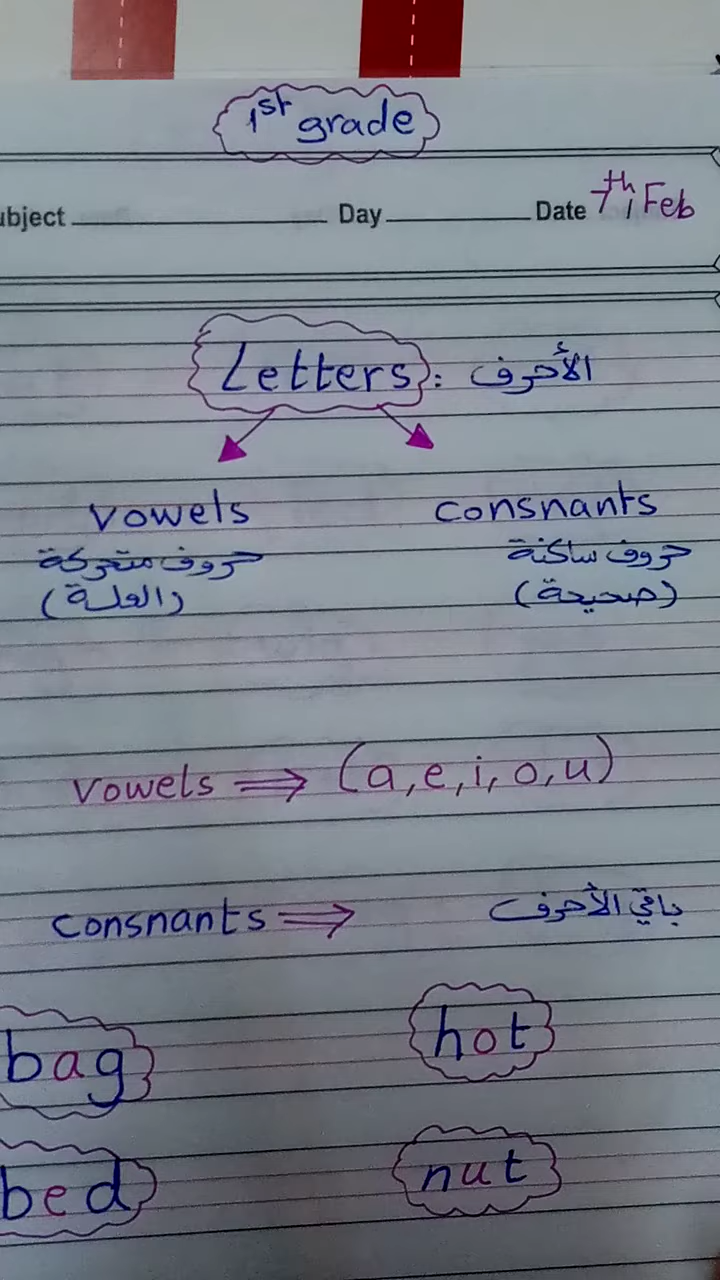 1st grade
ubject Day Date 7th, Feb
Letters : الأحرف
vowels consnants
حروف متحركة حروف ساكنة
(العلة) (صحيحة)
vowels ⇒ (a, e, i, o, u)
consnants ⇒ باقي الأحرف
bag hot
bed nut